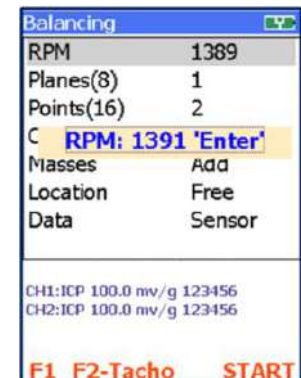 Balancing
RPM 1389
Planes(8) 1
Points(16) 2
C
RPM: 1391 'Enter'
Masses Add
Location Free
Data Sensor
CH1:ICP 100.0 mv/g 123456
CH2:ICP 100.0 mv/g 123456
F1 F2-Tacho START